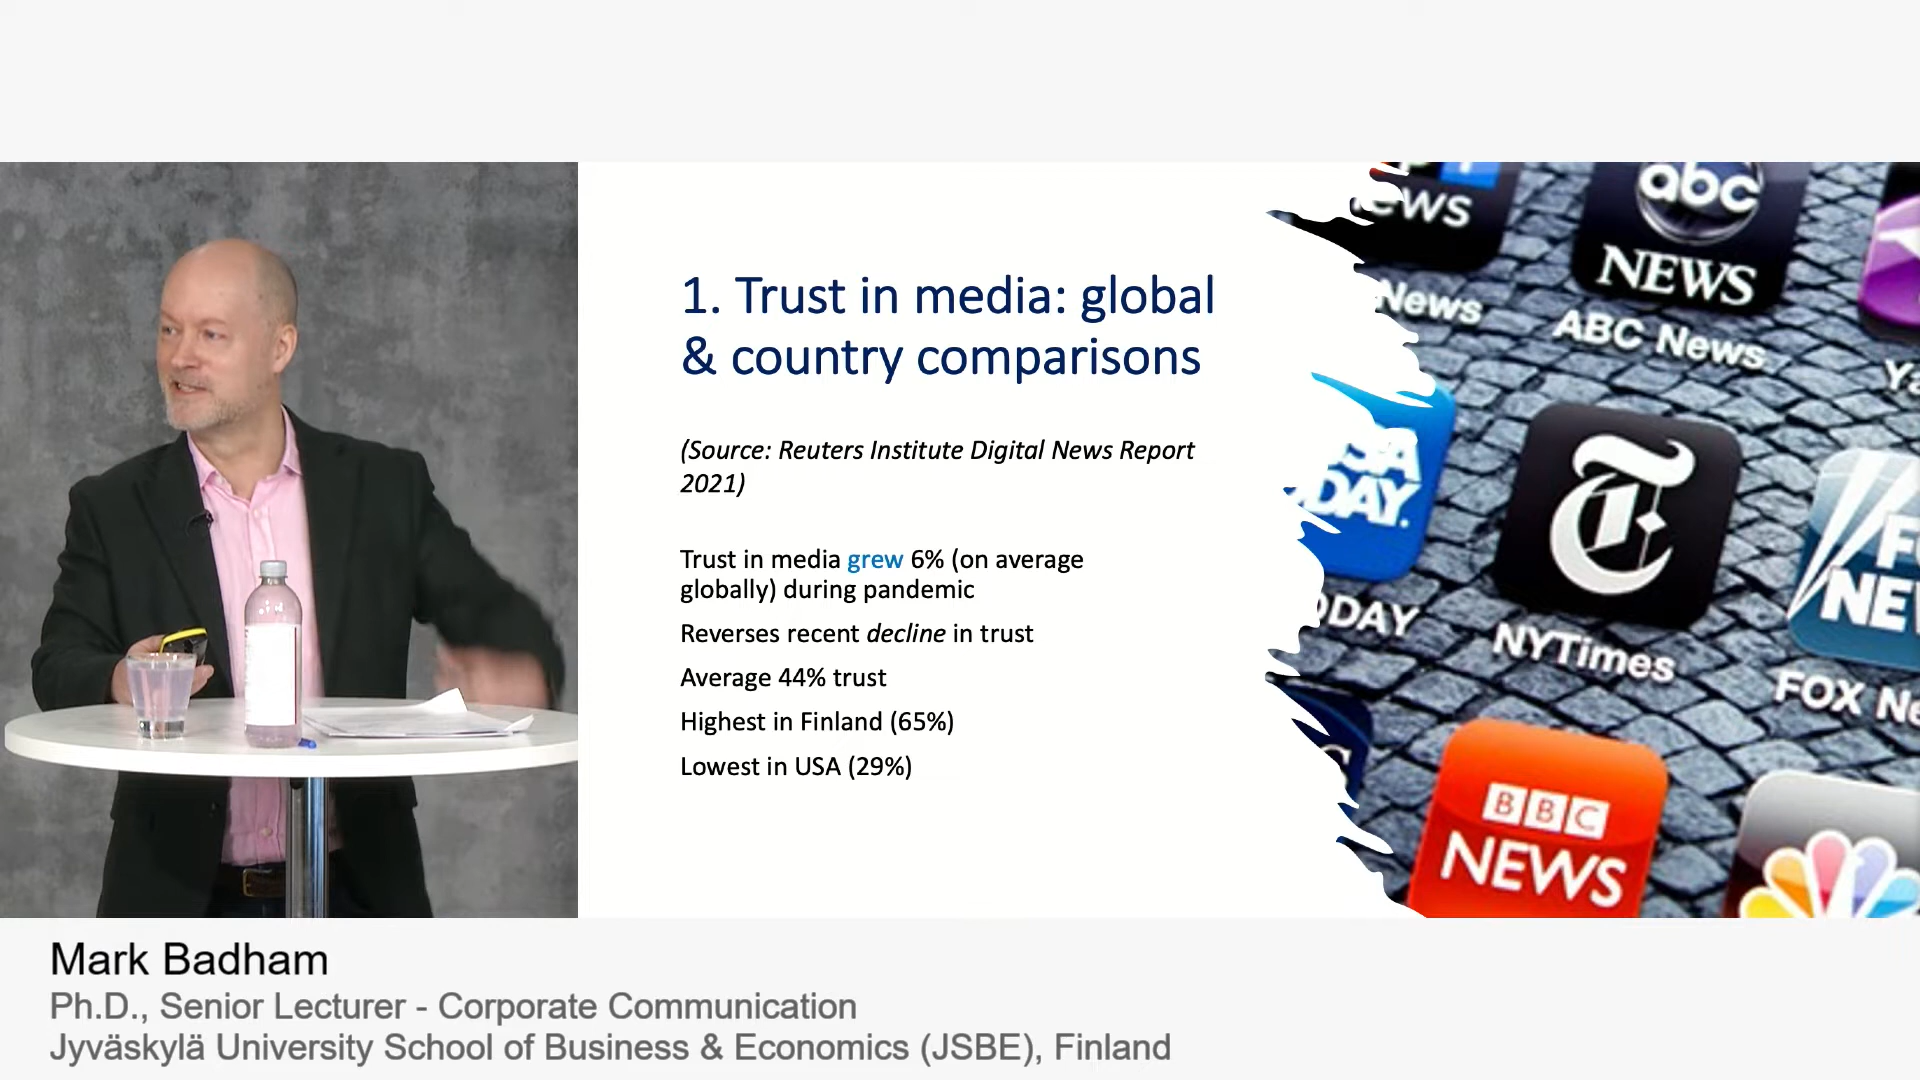 1. Trust in media: global
& country comparisons
(Source: Reuters Institute Digital News Report
2021)
Trust in media grew 6% (on average
globally) during pandemic
Reverses recent decline in trust
Average 44% trust
Highest in Finland (65%)
Lowest in USA (29%)
abc
NEWS
News
ABC News
DAY.
NYTimes
BBC
NEWS
Mark Badham
Ph.D., Senior Lecturer - Corporate Communication
Jyväskylä University School of Business & Economics (JSBE), Finland